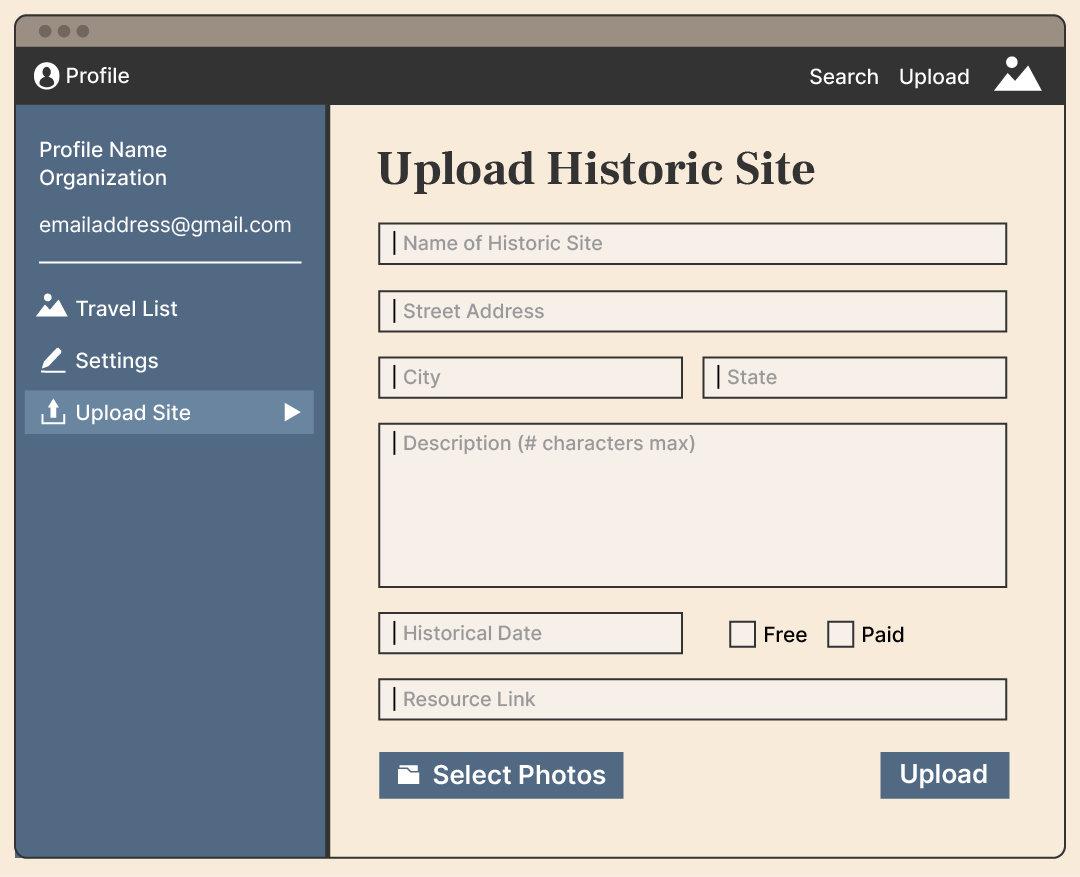 Profile
Search Upload
Profile Name
Organization
emailaddress@gmail.com
Travel List
Settings
Upload Site
Upload Historic Site
Name of Historic Site
Street Address
City State
Description (# characters max)
Historical Date Free Paid
Resource Link
Select Photos Upload